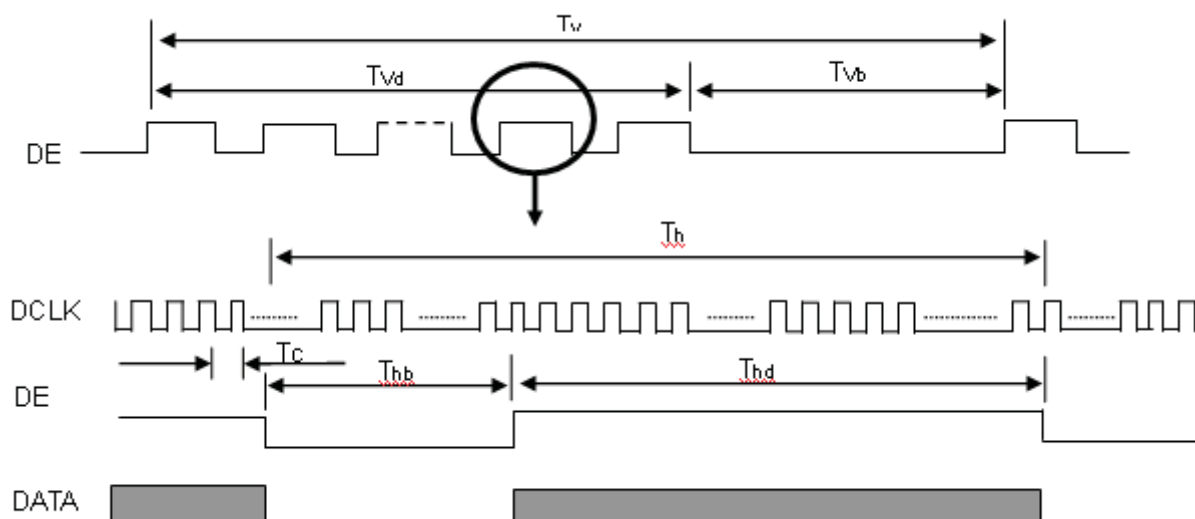 Tv
Tvd
Tvb
DE
Th
DCLK
Tc
Thb
Thd
DE
DATA